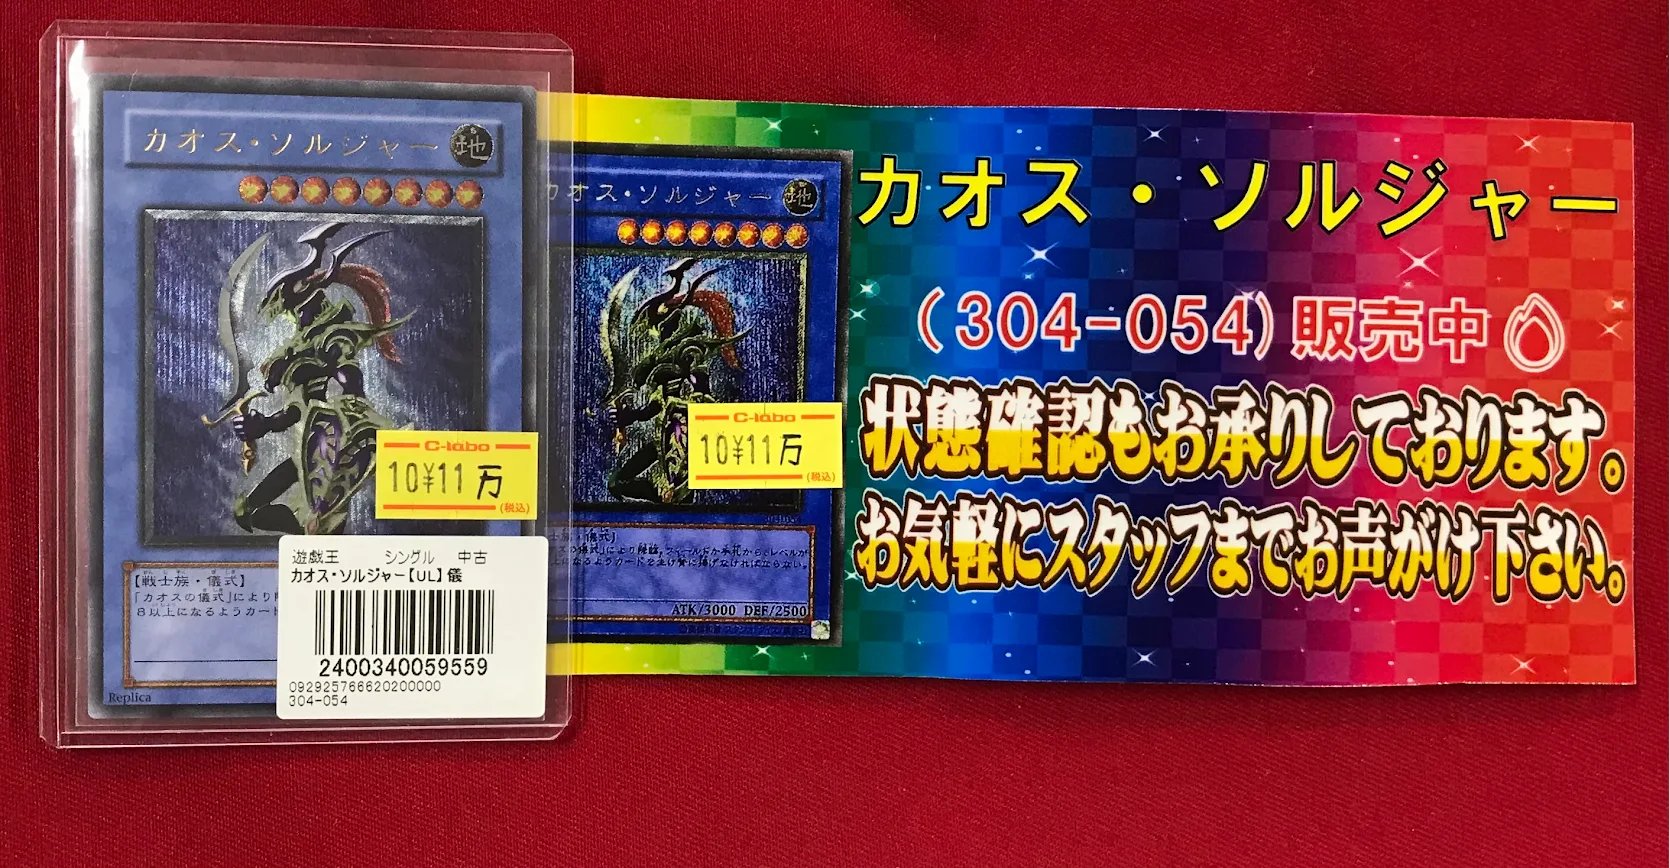 カオス・ソルジャー 地
C-labo
10¥11万
(税込)
遊戯王 シングル 中古
カオス・ソルジャー【UL】儀
2400340059559
092925766620200000
304-054
【戦士族・儀式】
「カオスの儀式」により
8以上になるようカード
Replica
カオス・ソルジャー 地
C-labo
10¥11万
(税込)
ATK/3000 DEF/2500
カオス・ソルジャー
(304-054)販売中
状態確認もお承りしております。
お気軽にスタッフまでお声がけ下さい。